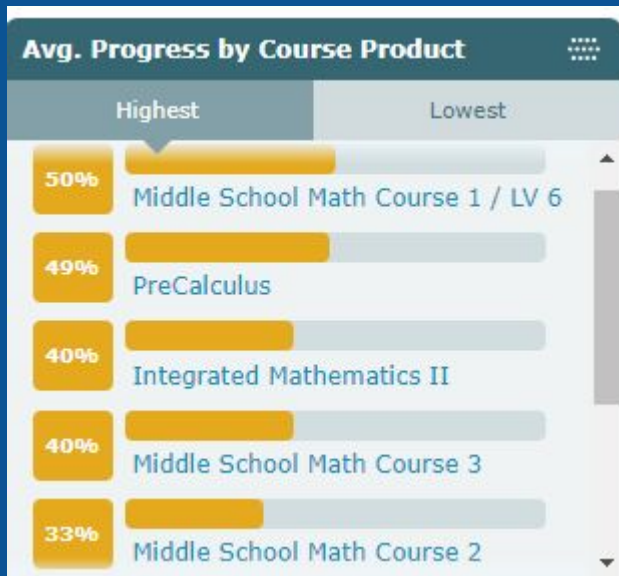 Avg. Progress by Course Product
Highest
Lowest
50%
Middle School Math Course 1 / LV 6
49%
PreCalculus
40%
Integrated Mathematics II
40%
Middle School Math Course 3
33%
Middle School Math Course 2